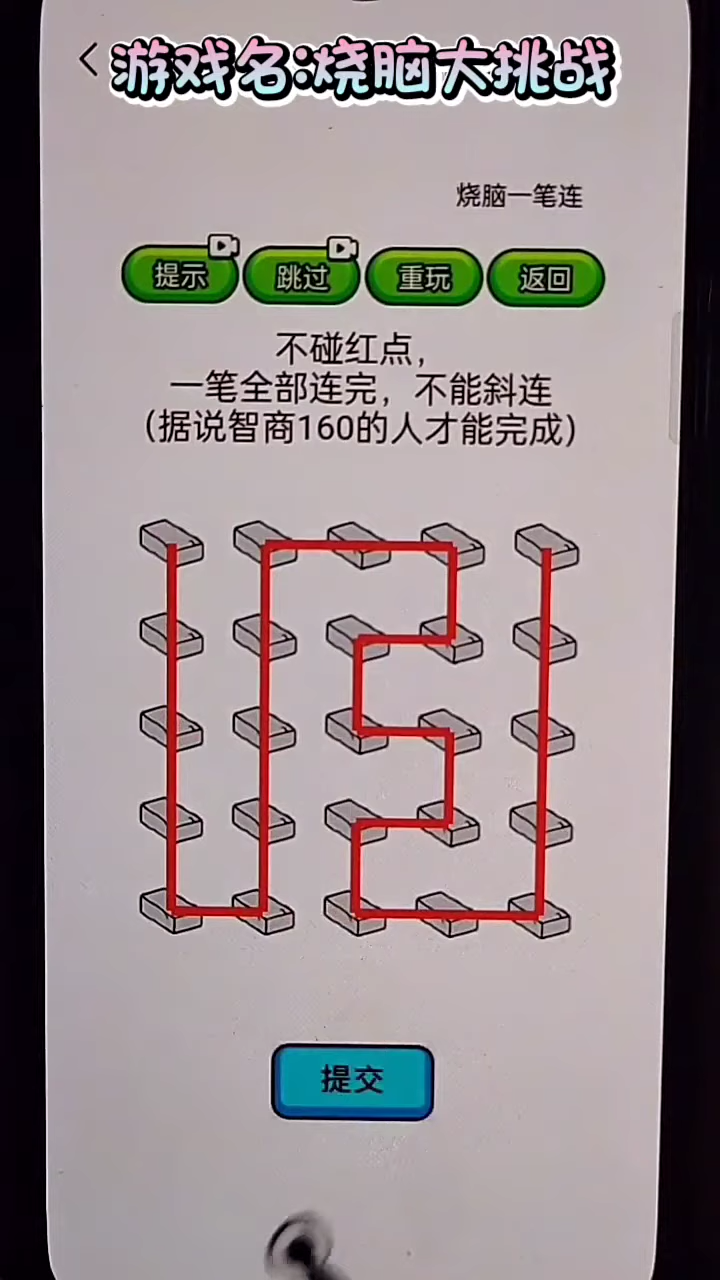 游戏名:烧脑大挑战
烧脑一笔连
提示
跳过
重玩
返回
不碰红点，
一笔全部连完，不能斜连
（据说智商160的人才能完成）
提交